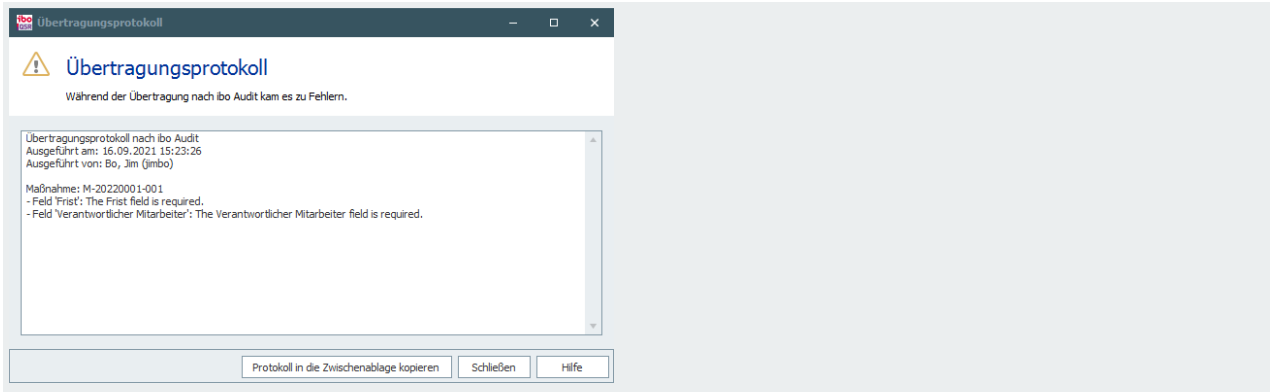 ibo
QSR
Übertragungsprotokoll
Übertragungsprotokoll
Während der Übertragung nach ibo Audit kam es zu Fehlern.
Übertragungsprotokoll nach ibo Audit
Ausgeführt am: 16.09.2021 15:23:26
Ausgeführt von: Bo, Jim (jimbo)
Maßnahme: M-20220001-001
- Feld 'Frist': The Frist field is required.
- Feld 'Verantwortlicher Mitarbeiter': The Verantwortlicher Mitarbeiter field is required.
Protokoll in die Zwischenablage kopieren
Schließen
Hilfe